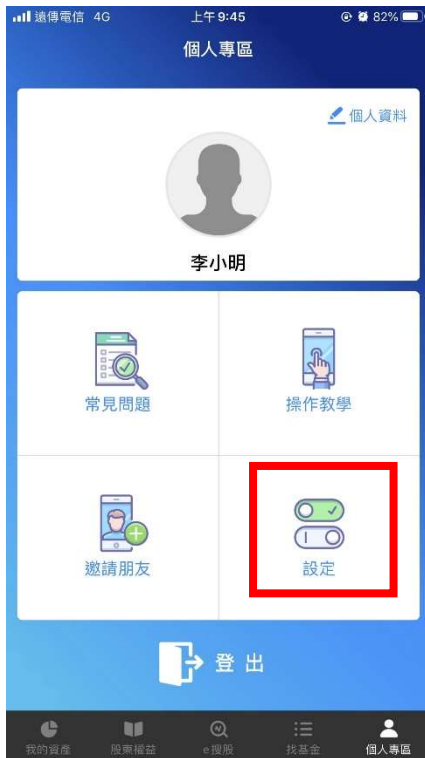 遠傳電信 4G 上午9:45 82%
個人專區
個人資料
李小明
常見問題 操作教學
邀請朋友 設定
登出
我的資產 股東權益 e搜股 找基金 個人專區